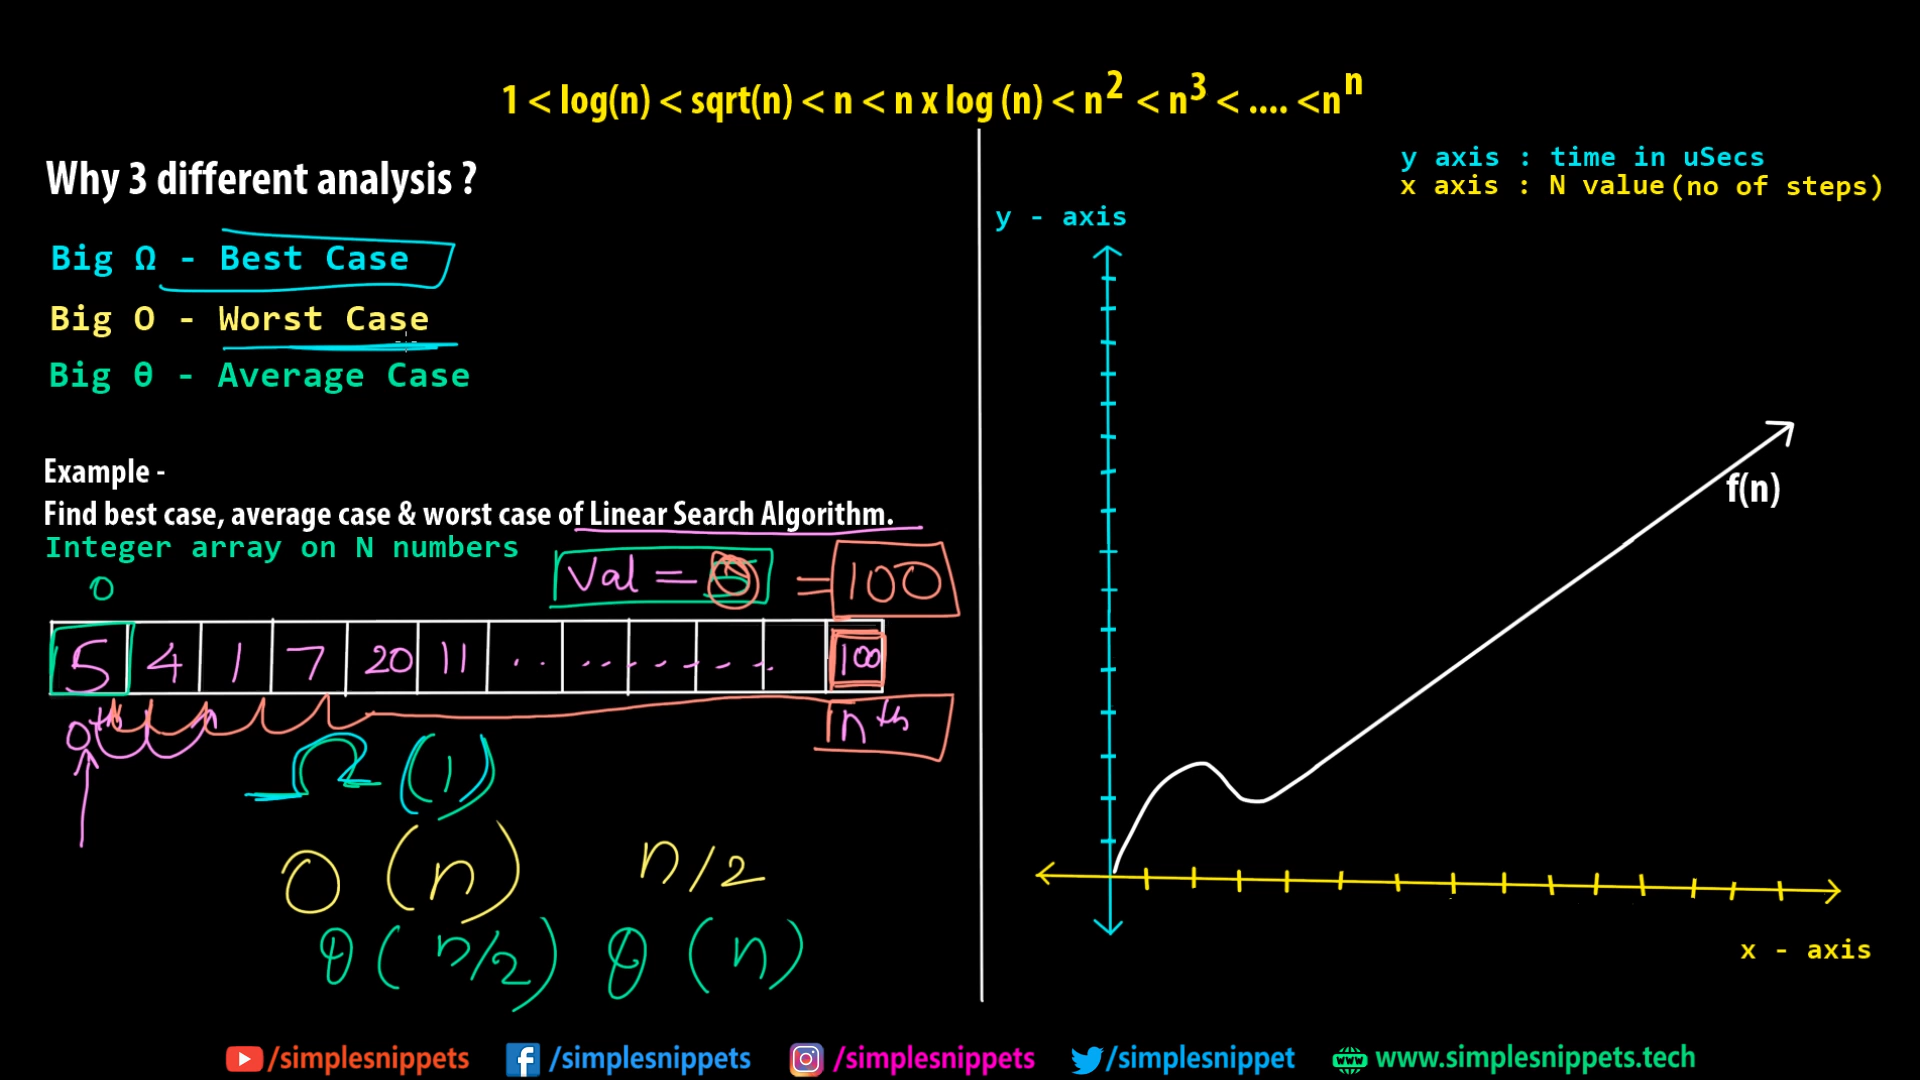 1 < log(n) < sqrt(n) < n < n x log (n) < n² < n³ < .... <nⁿ
Why 3 different analysis ?
Big Ω - Best Case
Big O - Worst Case
Big θ - Average Case
Example -
Find best case, average case & worst case of Linear Search Algorithm.
Integer array on N numbers
0
Val = = 100
5 4 1 7 20 11 .. ....... 100
0th nth
Ω (1)
O (n) n/2
θ(n/2) θ (n)
y axis : time in uSecs
x axis : N value(no of steps)
y - axis
f(n)
x - axis
/simplesnippets /simplesnippets /simplesnippets /simplesnippet www.simplesnippets.tech